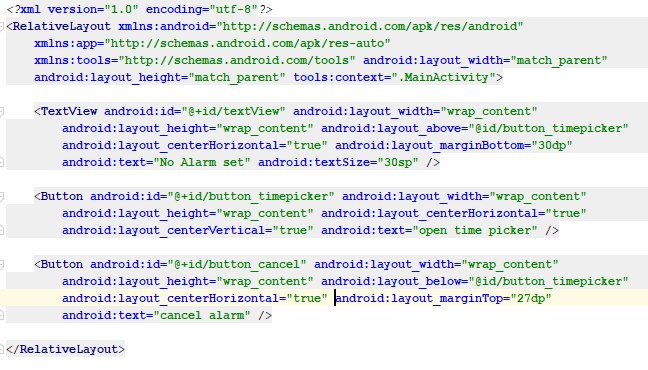 <?xml version="1.0" encoding="utf-8"?>
<RelativeLayout xmlns:android="http://schemas.android.com/apk/res/android"
    xmlns:app="http://schemas.android.com/apk/res-auto"
    xmlns:tools="http://schemas.android.com/tools" android:layout_width="match_parent"
    android:layout_height="match_parent" tools:context=".MainActivity">

    <TextView android:id="@+id/textView" android:layout_width="wrap_content"
        android:layout_height="wrap_content" android:layout_above="@id/button_timepicker"
        android:layout_centerHorizontal="true" android:layout_marginBottom="30dp"
        android:text="No Alarm set" android:textSize="30sp" />

    <Button android:id="@+id/button_timepicker" android:layout_width="wrap_content"
        android:layout_height="wrap_content" android:layout_centerHorizontal="true"
        android:layout_centerVertical="true" android:text="open time picker" />

    <Button android:id="@+id/button_cancel" android:layout_width="wrap_content"
        android:layout_height="wrap_content" android:layout_below="@id/button_timepicker"
        android:layout_centerHorizontal="true" android:layout_marginTop="27dp"
        android:text="cancel alarm" />

</RelativeLayout>